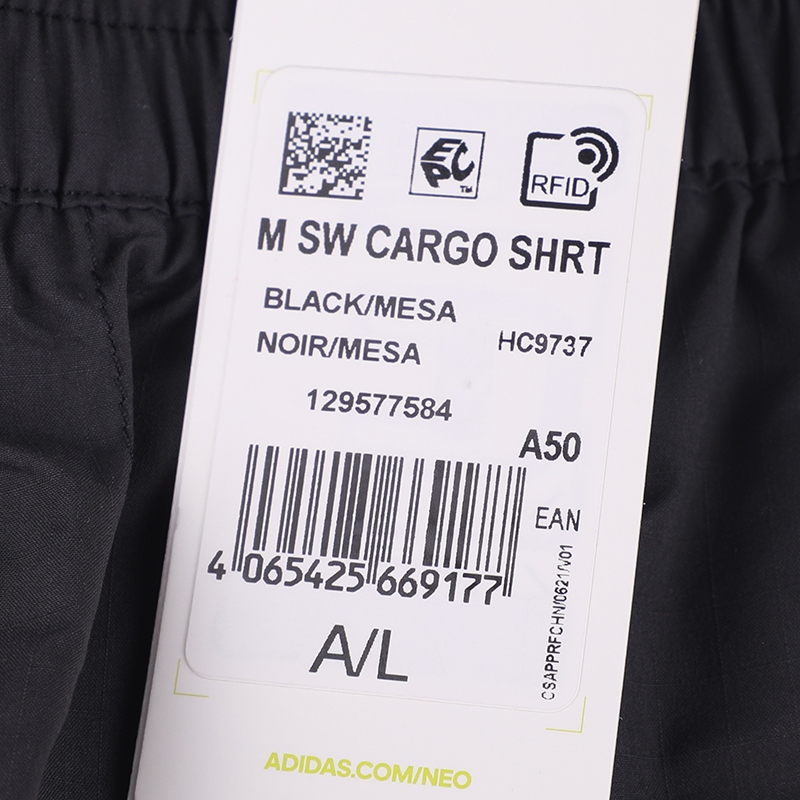 EPC TM
RFID
M SW CARGO SHRT
BLACK/MESA
NOIR/MESA
HC9737
129577584
A50
EAN
4 065425 669177
CSAPPRFCHN/0621/V01
A/L
ADIDAS.COM/NEO